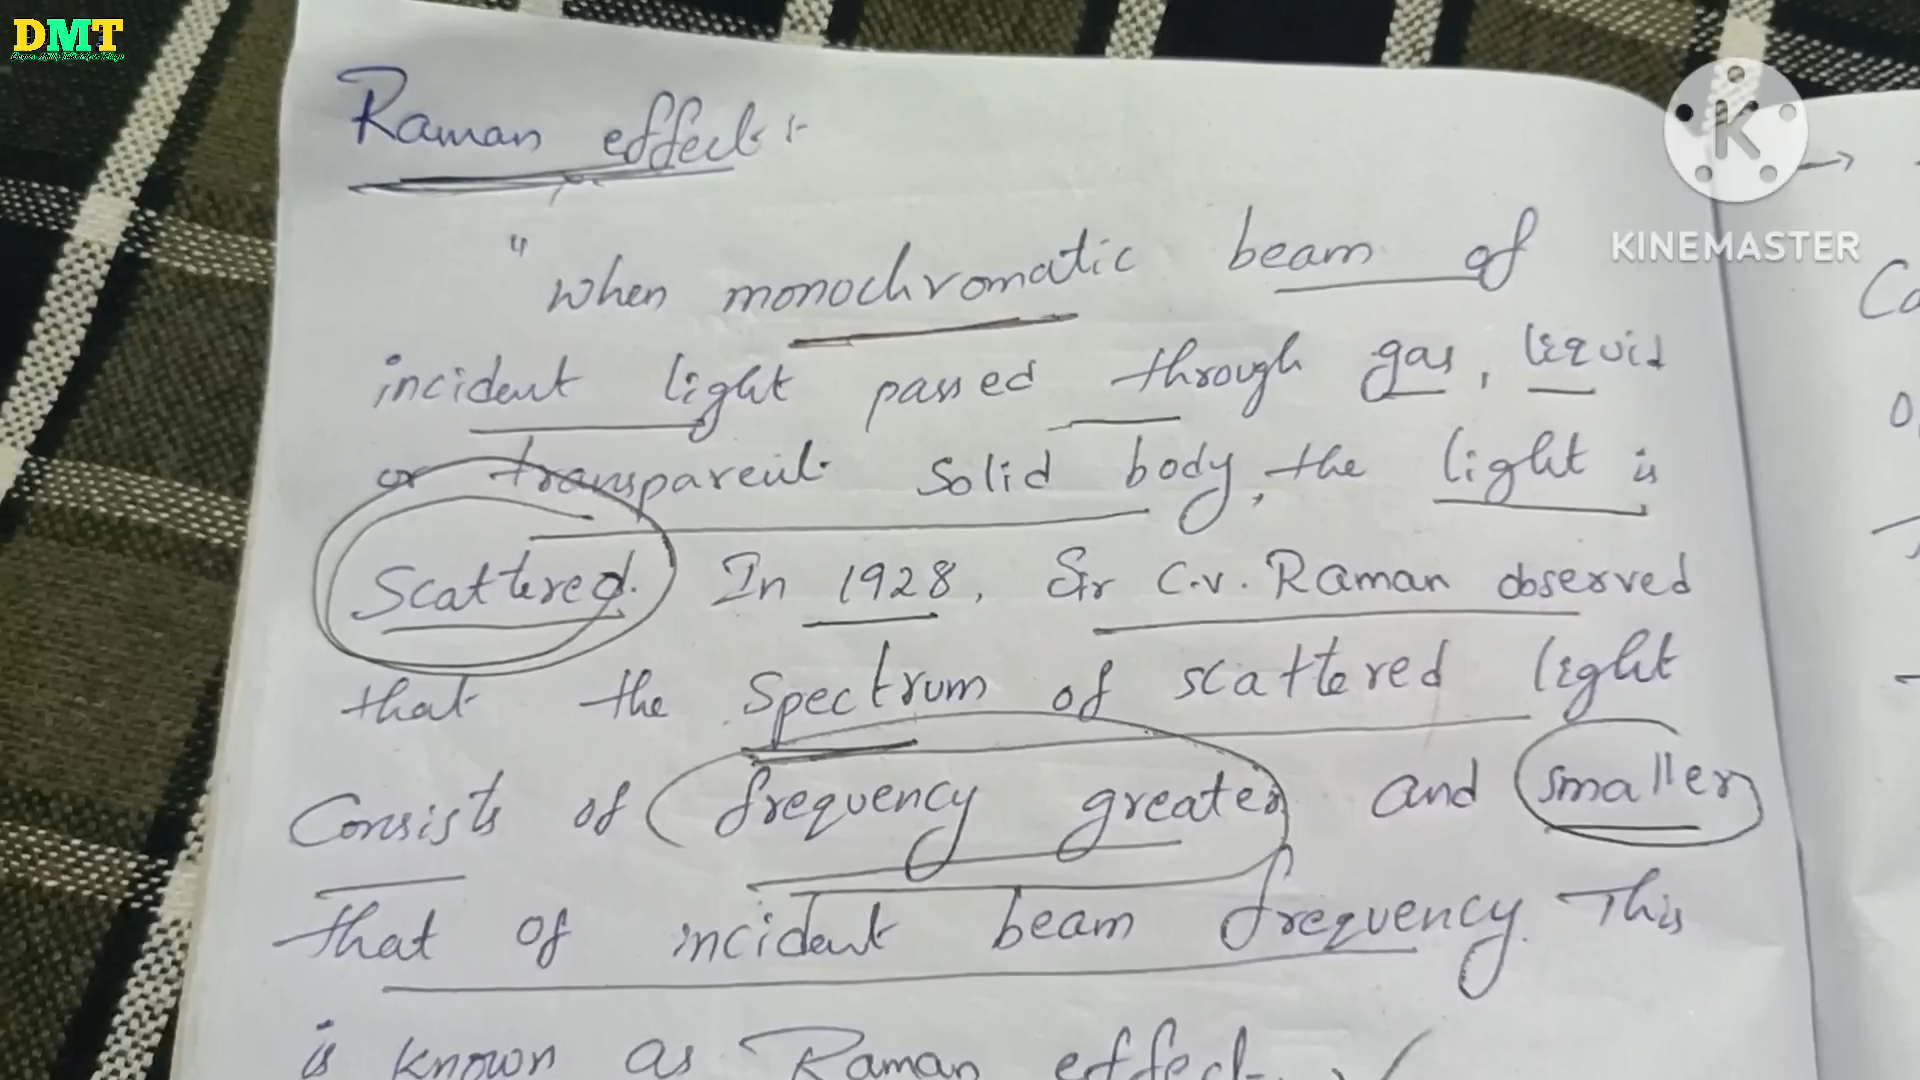 DMT
KINEMASTER
Raman effect :-
"When monochromatic beam of
incident light passed through gas, liquid
or transparent solid body, the light is
Scattered. In 1928, Sir C.V. Raman observed
that the spectrum of scattered light
Consists of frequency greater and smaller
that of incident beam frequency. This
is known as Raman effect.